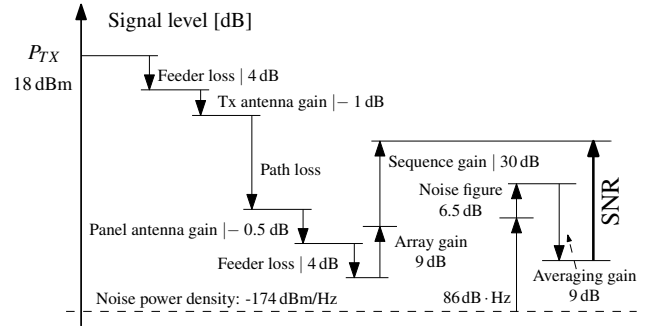 Signal level [dB]
P_TX
18 dBm
Feeder loss | 4 dB
Tx antenna gain |− 1 dB
Path loss
Sequence gain | 30 dB
Noise figure
6.5 dB
SNR
Panel antenna gain |− 0.5 dB
Array gain
9 dB
Feeder loss | 4 dB
Averaging gain
9 dB
Noise power density: -174 dBm/Hz
86 dB · Hz